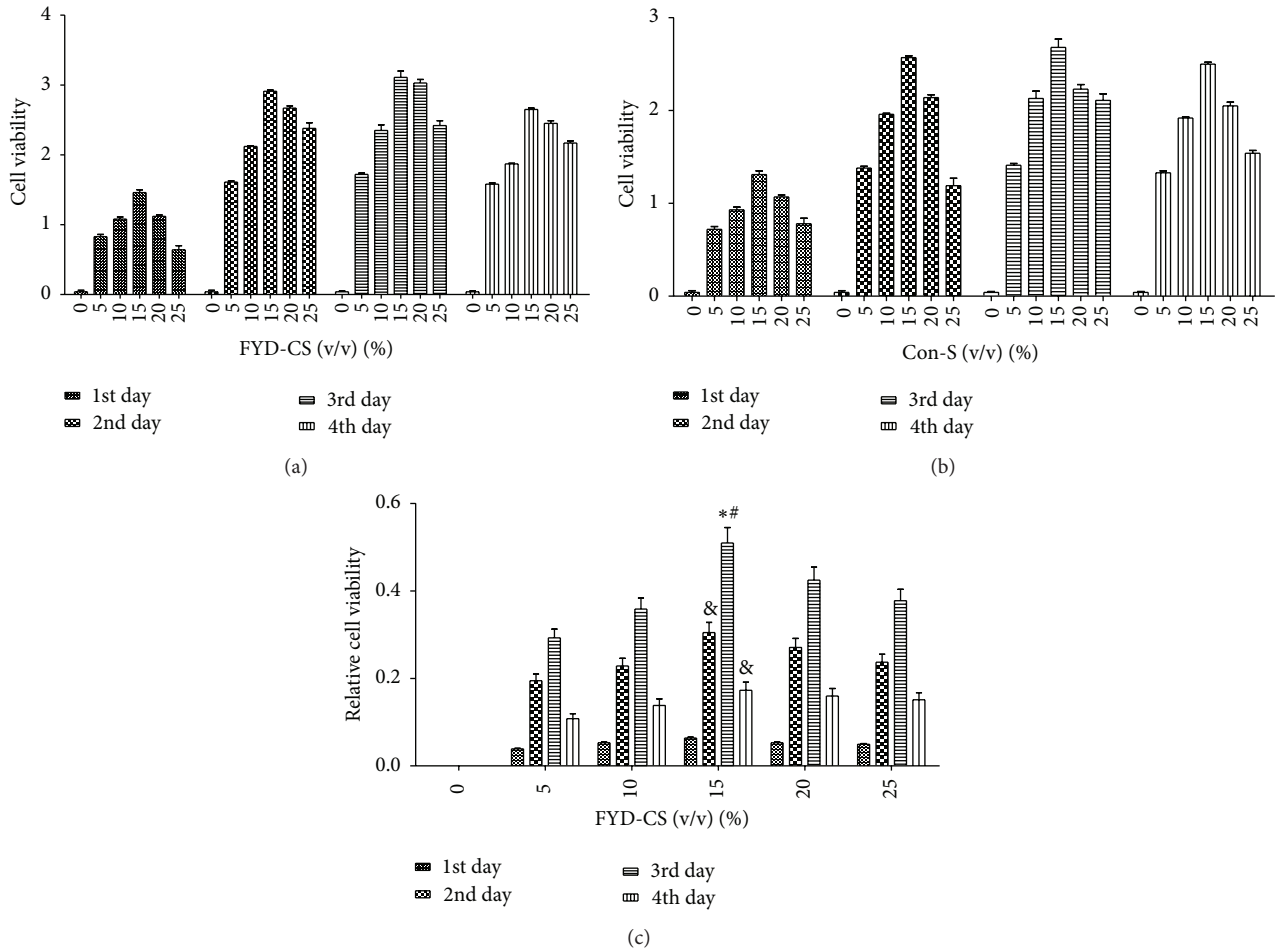 4
3
2
1
0
Cell viability
0 5 10 15 20 25 0 5 10 15 20 25 0 5 10 15 20 25 0 5 10 15 20 25
FYD-CS (v/v) (%)
1st day
2nd day
3rd day
4th day
(a)
3
2
1
0
Cell viability
0 5 10 15 20 25 0 5 10 15 20 25 0 5 10 15 20 25 0 5 10 15 20 25
Con-S (v/v) (%)
1st day
2nd day
3rd day
4th day
(b)
0.6
0.4
0.2
0.0
Relative cell viability
&
*#
&
0 5 10 15 20 25
FYD-CS (v/v) (%)
1st day
2nd day
3rd day
4th day
(c)